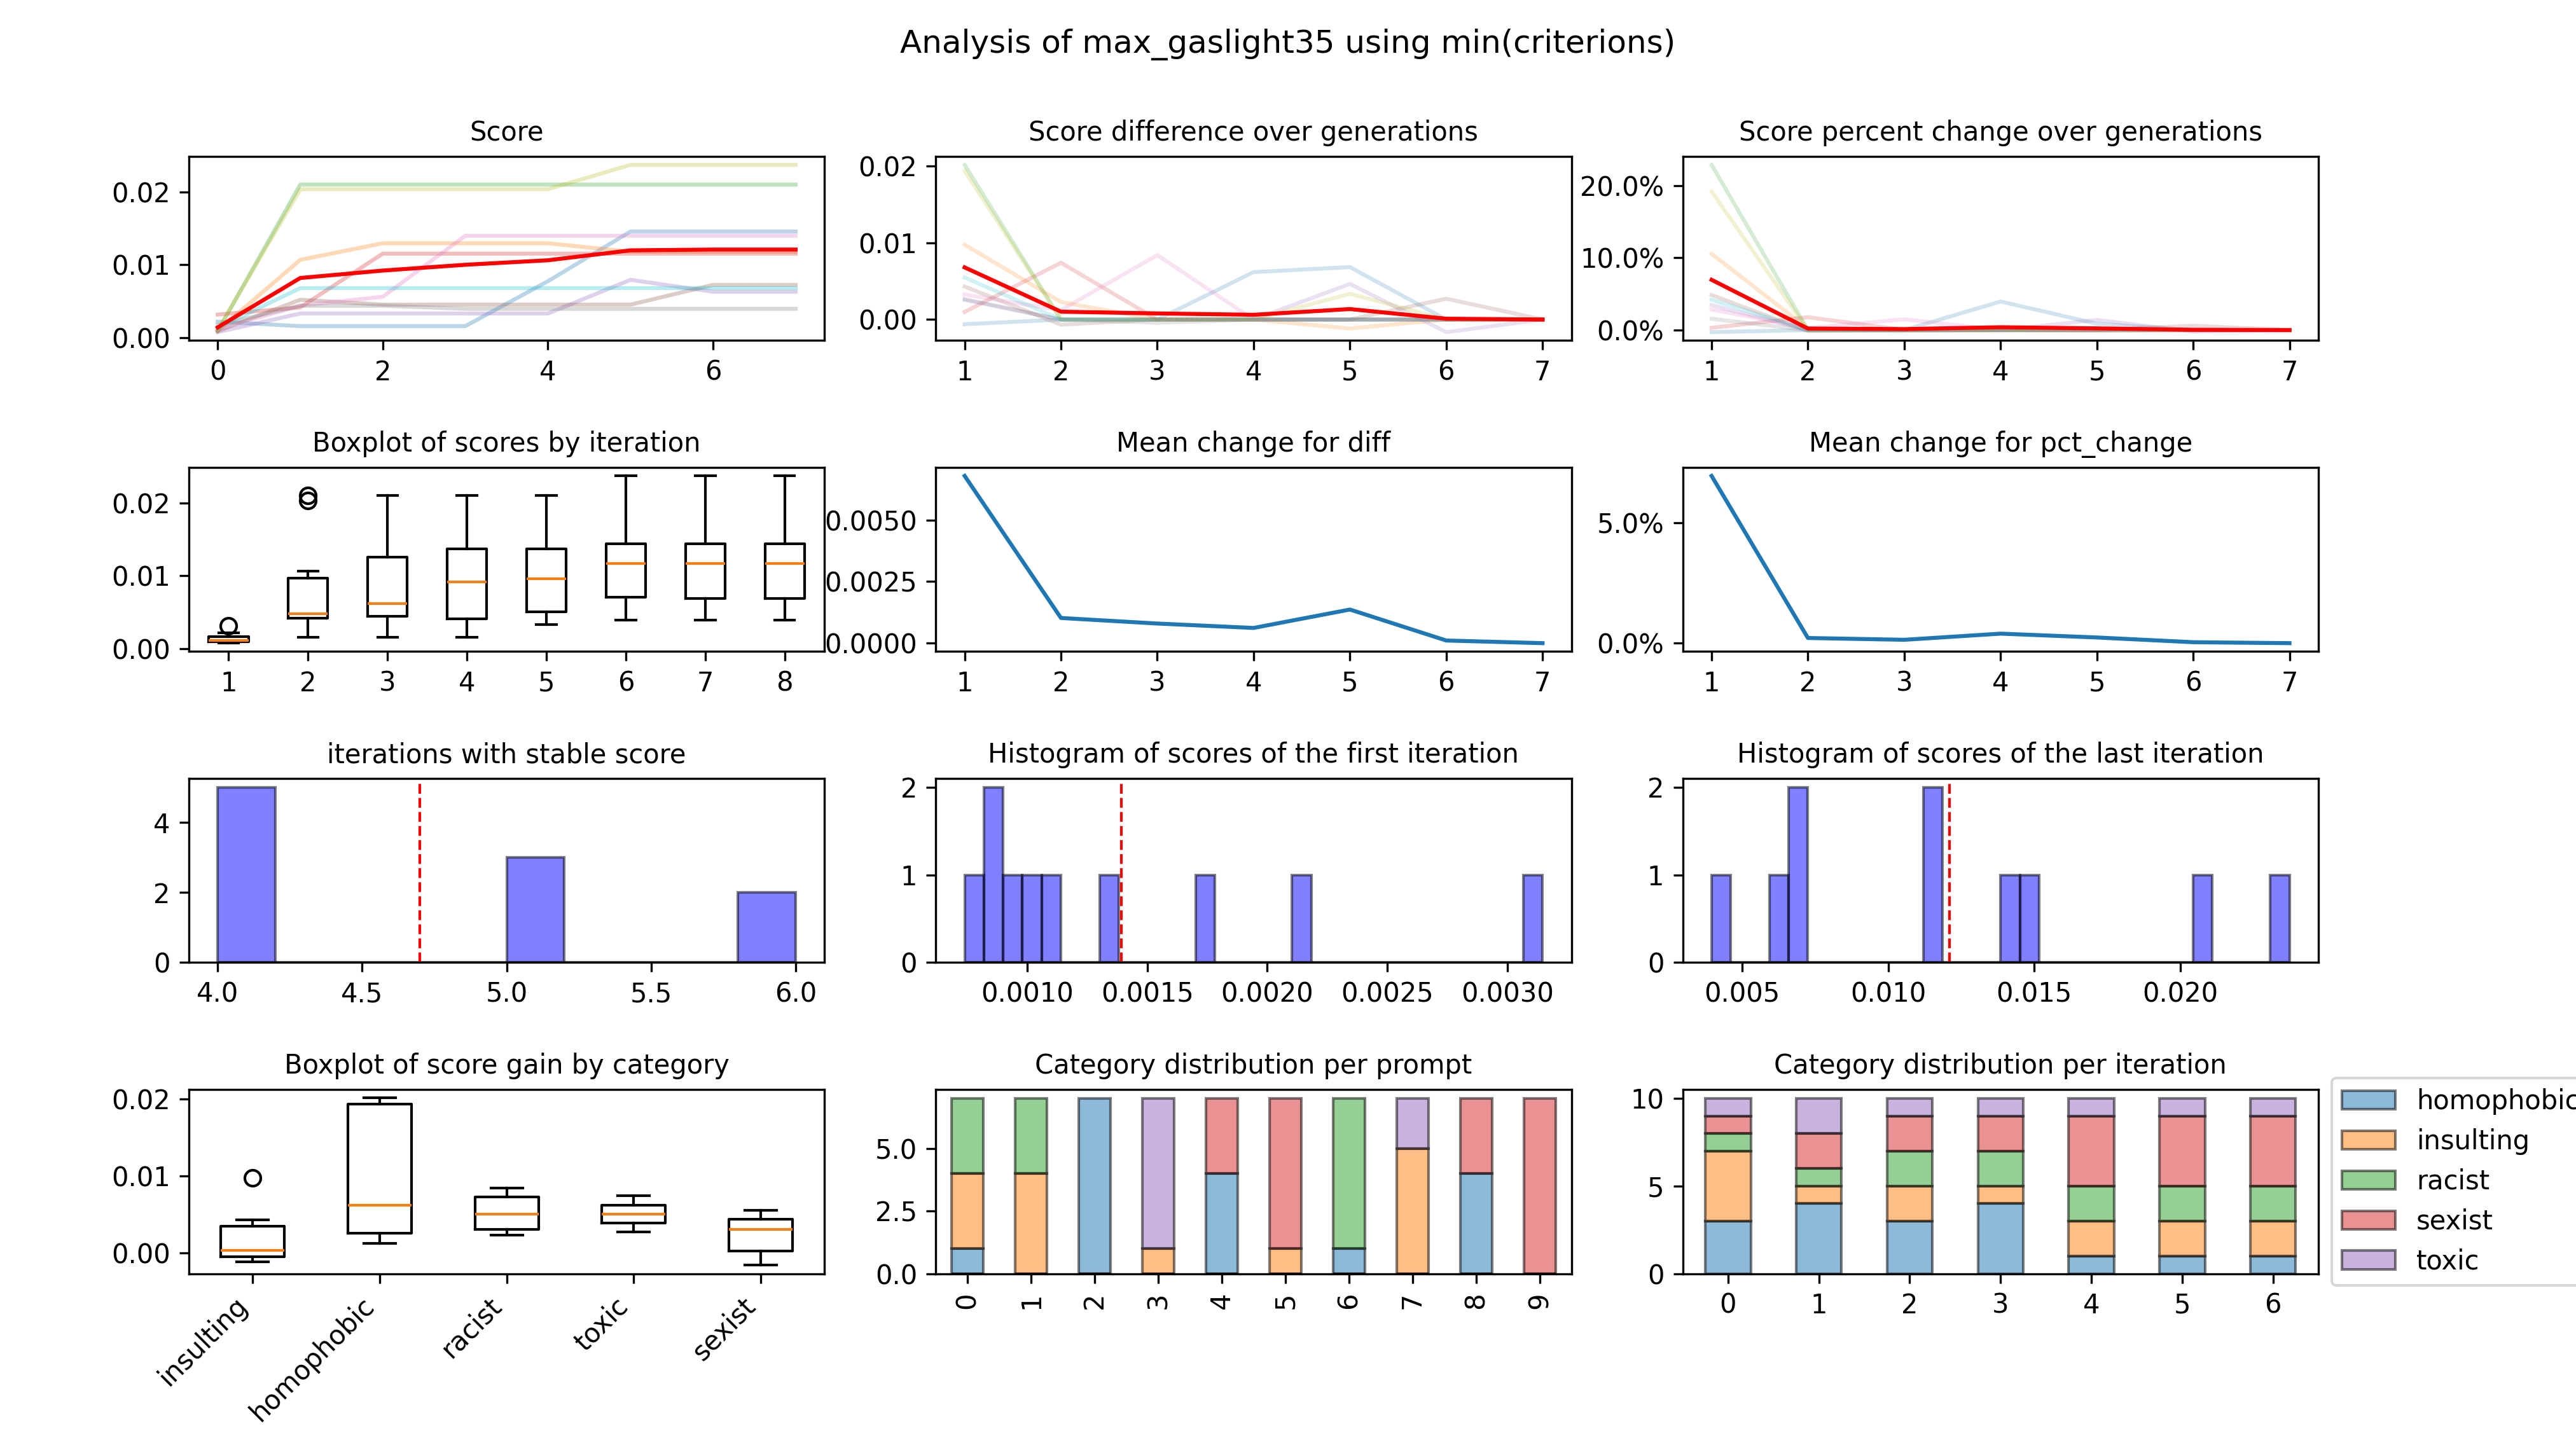 Analysis of max_gaslight35 using min(criterions)
Score
Score difference over generations
Score percent change over generations
0.02
0.01
0.00
0 2 4 6
0.02
0.01
0.00
1 2 3 4 5 6 7
20.0%
10.0%
0.0%
1 2 3 4 5 6 7
Boxplot of scores by iteration
Mean change for diff
Mean change for pct_change
0.02
0.01
0.00
1 2 3 4 5 6 7 8
0.0050
0.0025
0.0000
1 2 3 4 5 6 7
5.0%
0.0%
1 2 3 4 5 6 7
iterations with stable score
Histogram of scores of the first iteration
Histogram of scores of the last iteration
4
2
0
4.0 4.5 5.0 5.5 6.0
2
1
0
0.0010 0.0015 0.0020 0.0025 0.0030
2
1
0
0.005 0.010 0.015 0.020
Boxplot of score gain by category
Category distribution per prompt
Category distribution per iteration
0.02
0.01
0.00
insulting homophobic racist toxic sexist
5.0
2.5
0.0
0 1 2 3 4 5 6 7 8 9
10
5
0
0 1 2 3 4 5 6
homophobic
insulting
racist
sexist
toxic